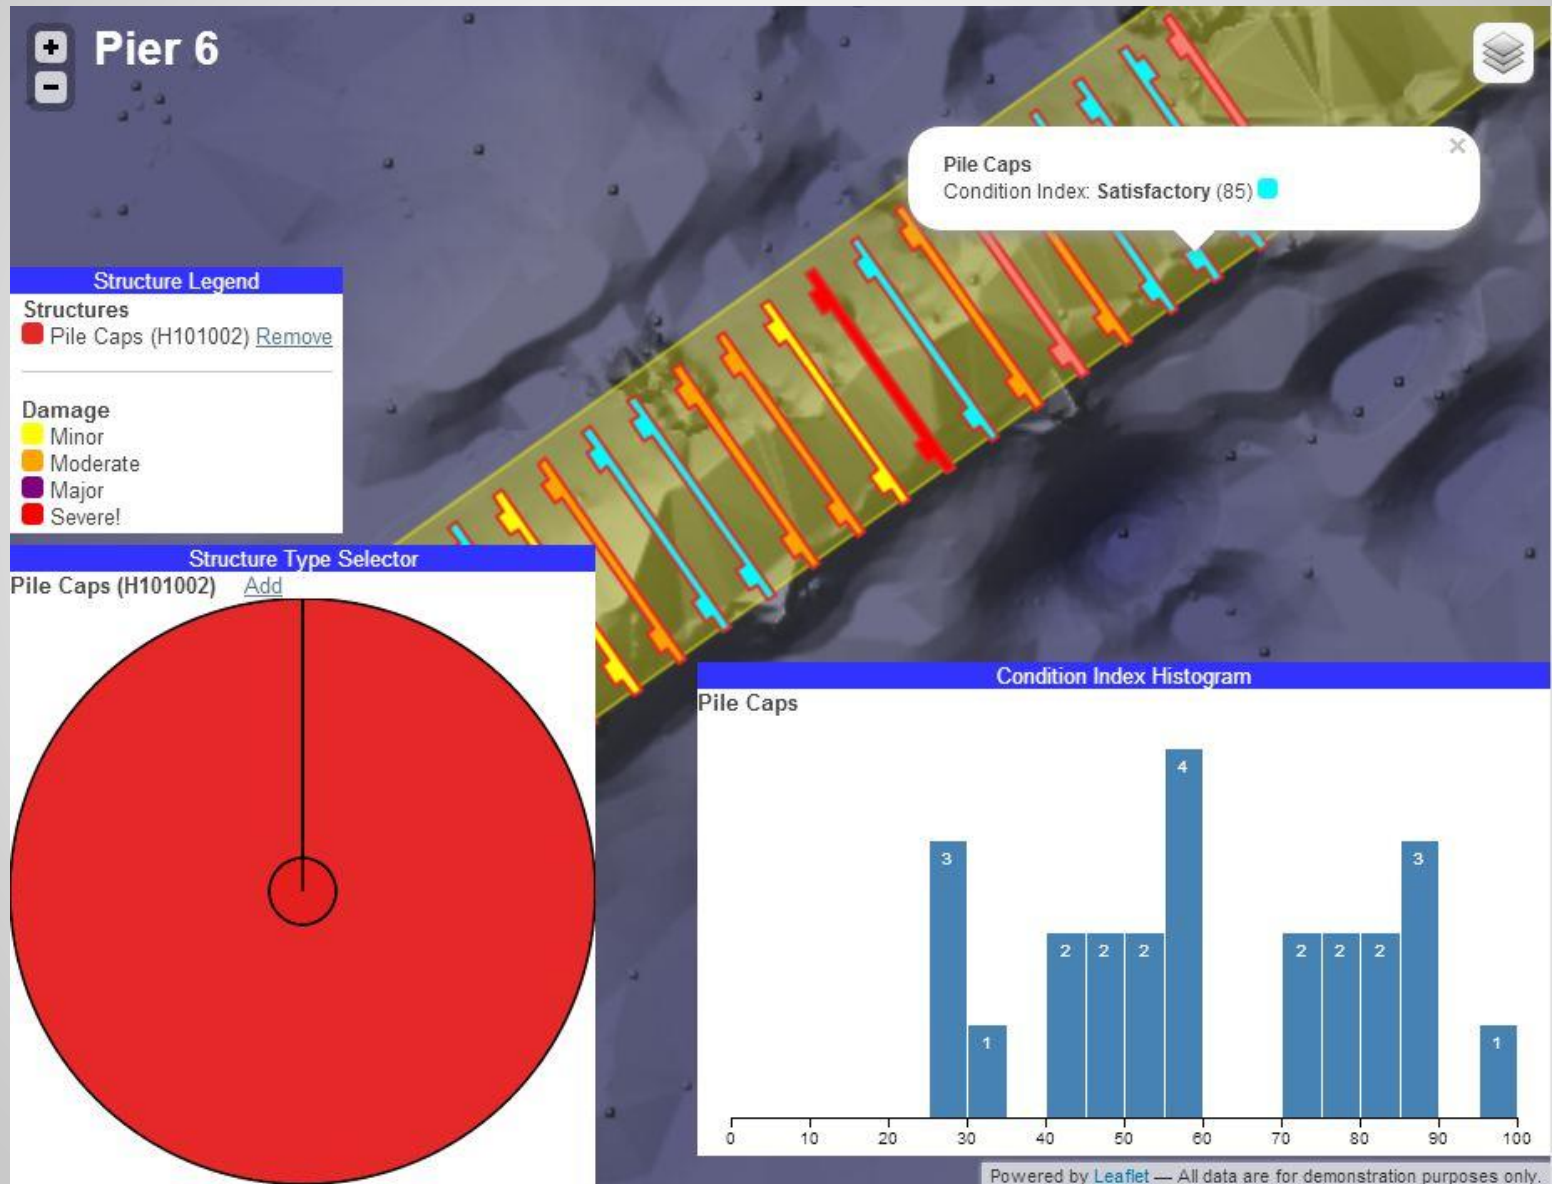 +
-
Pier 6
Pile Caps
×
Condition Index: Satisfactory (85)
Structure Legend
Structures
Pile Caps (H101002) Remove
Damage
Minor
Moderate
Major
Severe!
Structure Type Selector
Pile Caps (H101002) Add
Condition Index Histogram
Pile Caps
3
1
2
2
2
4
2
2
2
3
1
0 10 20 30 40 50 60 70 80 90 100
Powered by Leaflet — All data are for demonstration purposes only.